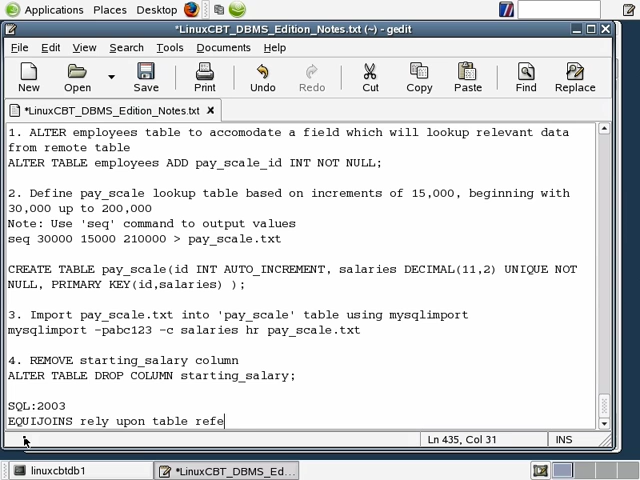 Applications Places Desktop
*LinuxCBT_DBMS_Edition_Notes.txt (~) - gedit
File Edit View Search Tools Documents Help
New Open Save Print Undo Redo Cut Copy Paste Find Replace
*LinuxCBT_DBMS_Edition_Notes.txt
1. ALTER employees table to accomodate a field which will lookup relevant data
from remote table
ALTER TABLE employees ADD pay_scale_id INT NOT NULL;
2. Define pay_scale lookup table based on increments of 15,000, beginning with
30,000 up to 200,000
Note: Use 'seq' command to output values
seq 30000 15000 210000 > pay_scale.txt
CREATE TABLE pay_scale(id INT AUTO_INCREMENT, salaries DECIMAL(11,2) UNIQUE NOT
NULL, PRIMARY KEY(id,salaries) );
3. Import pay_scale.txt into 'pay_scale' table using mysqlimport
mysqlimport -pabc123 -c salaries hr pay_scale.txt
4. REMOVE starting_salary column
ALTER TABLE DROP COLUMN starting_salary;
SQL:2003
EQUIJOINS rely upon table refe
Ln 435, Col 31 INS
linuxcbtdb1 *LinuxCBT_DBMS_Ed...